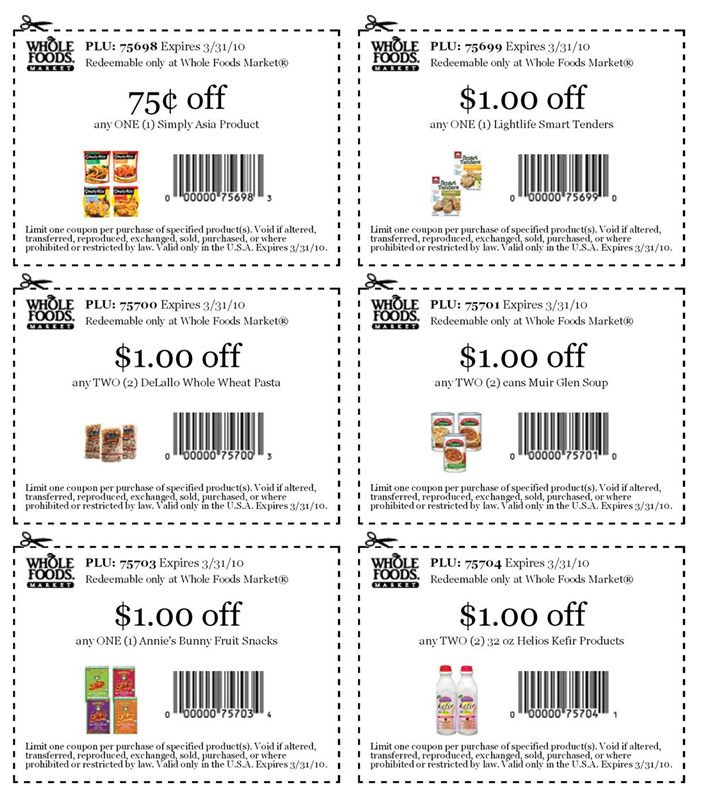 WHOLE
FOODS.
MARKET
PLU: 75698 Expires 3/31/10
Redeemable only at Whole Foods Market®
75¢ off
any ONE (1) Simply Asia Product
0 00000 75698 3
Limit one coupon per purchase of specified product(s). Void if altered,
transferred, reproduced, exchanged, sold, purchased, or where
prohibited or restricted by law. Valid only in the U.S.A. Expires 3/31/10.
WHOLE
FOODS.
MARKET
PLU: 75699 Expires 3/31/10
Redeemable only at Whole Foods Market®
$1.00 off
any ONE (1) Lightlife Smart Tenders
Smart
Tenders
0 00000 75699 0
Limit one coupon per purchase of specified product(s). Void if altered,
transferred, reproduced, exchanged, sold, purchased, or where
prohibited or restricted by law. Valid only in the U.S.A. Expires 3/31/10.
WHOLE
FOODS.
MARKET
PLU: 75700 Expires 3/31/10
Redeemable only at Whole Foods Market®
$1.00 off
any TWO (2) DeLallo Whole Wheat Pasta
0 00000 75700 3
Limit one coupon per purchase of specified product(s). Void if altered,
transferred, reproduced, exchanged, sold, purchased, or where
prohibited or restricted by law. Valid only in the U.S.A. Expires 3/31/10.
WHOLE
FOODS.
MARKET
PLU: 75701 Expires 3/31/10
Redeemable only at Whole Foods Market®
$1.00 off
any TWO (2) cans Muir Glen Soup
0 00000 75701 0
Limit one coupon per purchase of specified product(s). Void if altered,
transferred, reproduced, exchanged, sold, purchased, or where
prohibited or restricted by law. Valid only in the U.S.A. Expires 3/31/10.
WHOLE
FOODS.
MARKET
PLU: 75703 Expires 3/31/10
Redeemable only at Whole Foods Market®
$1.00 off
any ONE (1) Annie's Bunny Fruit Snacks
0 00000 75703 4
Limit one coupon per purchase of specified product(s). Void if altered,
transferred, reproduced, exchanged, sold, purchased, or where
prohibited or restricted by law. Valid only in the U.S.A. Expires 3/31/10.
WHOLE
FOODS.
MARKET
PLU: 75704 Expires 3/31/10
Redeemable only at Whole Foods Market®
$1.00 off
any TWO (2) 32 oz Helios Kefir Products
kefir
kefir
0 00000 75704 1
Limit one coupon per purchase of specified product(s). Void if altered,
transferred, reproduced, exchanged, sold, purchased, or where
prohibited or restricted by law. Valid only in the U.S.A. Expires 3/31/10.